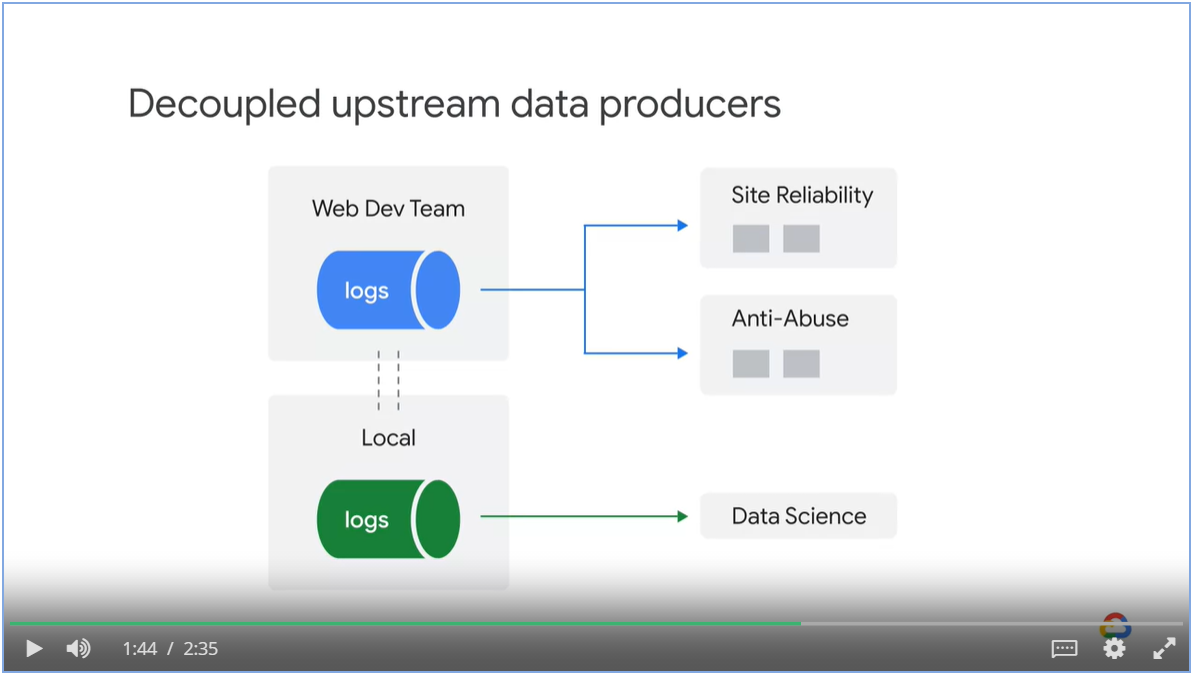 Decoupled upstream data producers
Web Dev Team
logs
Site Reliability
Anti-Abuse
Local
logs
Data Science
1:44 / 2:35